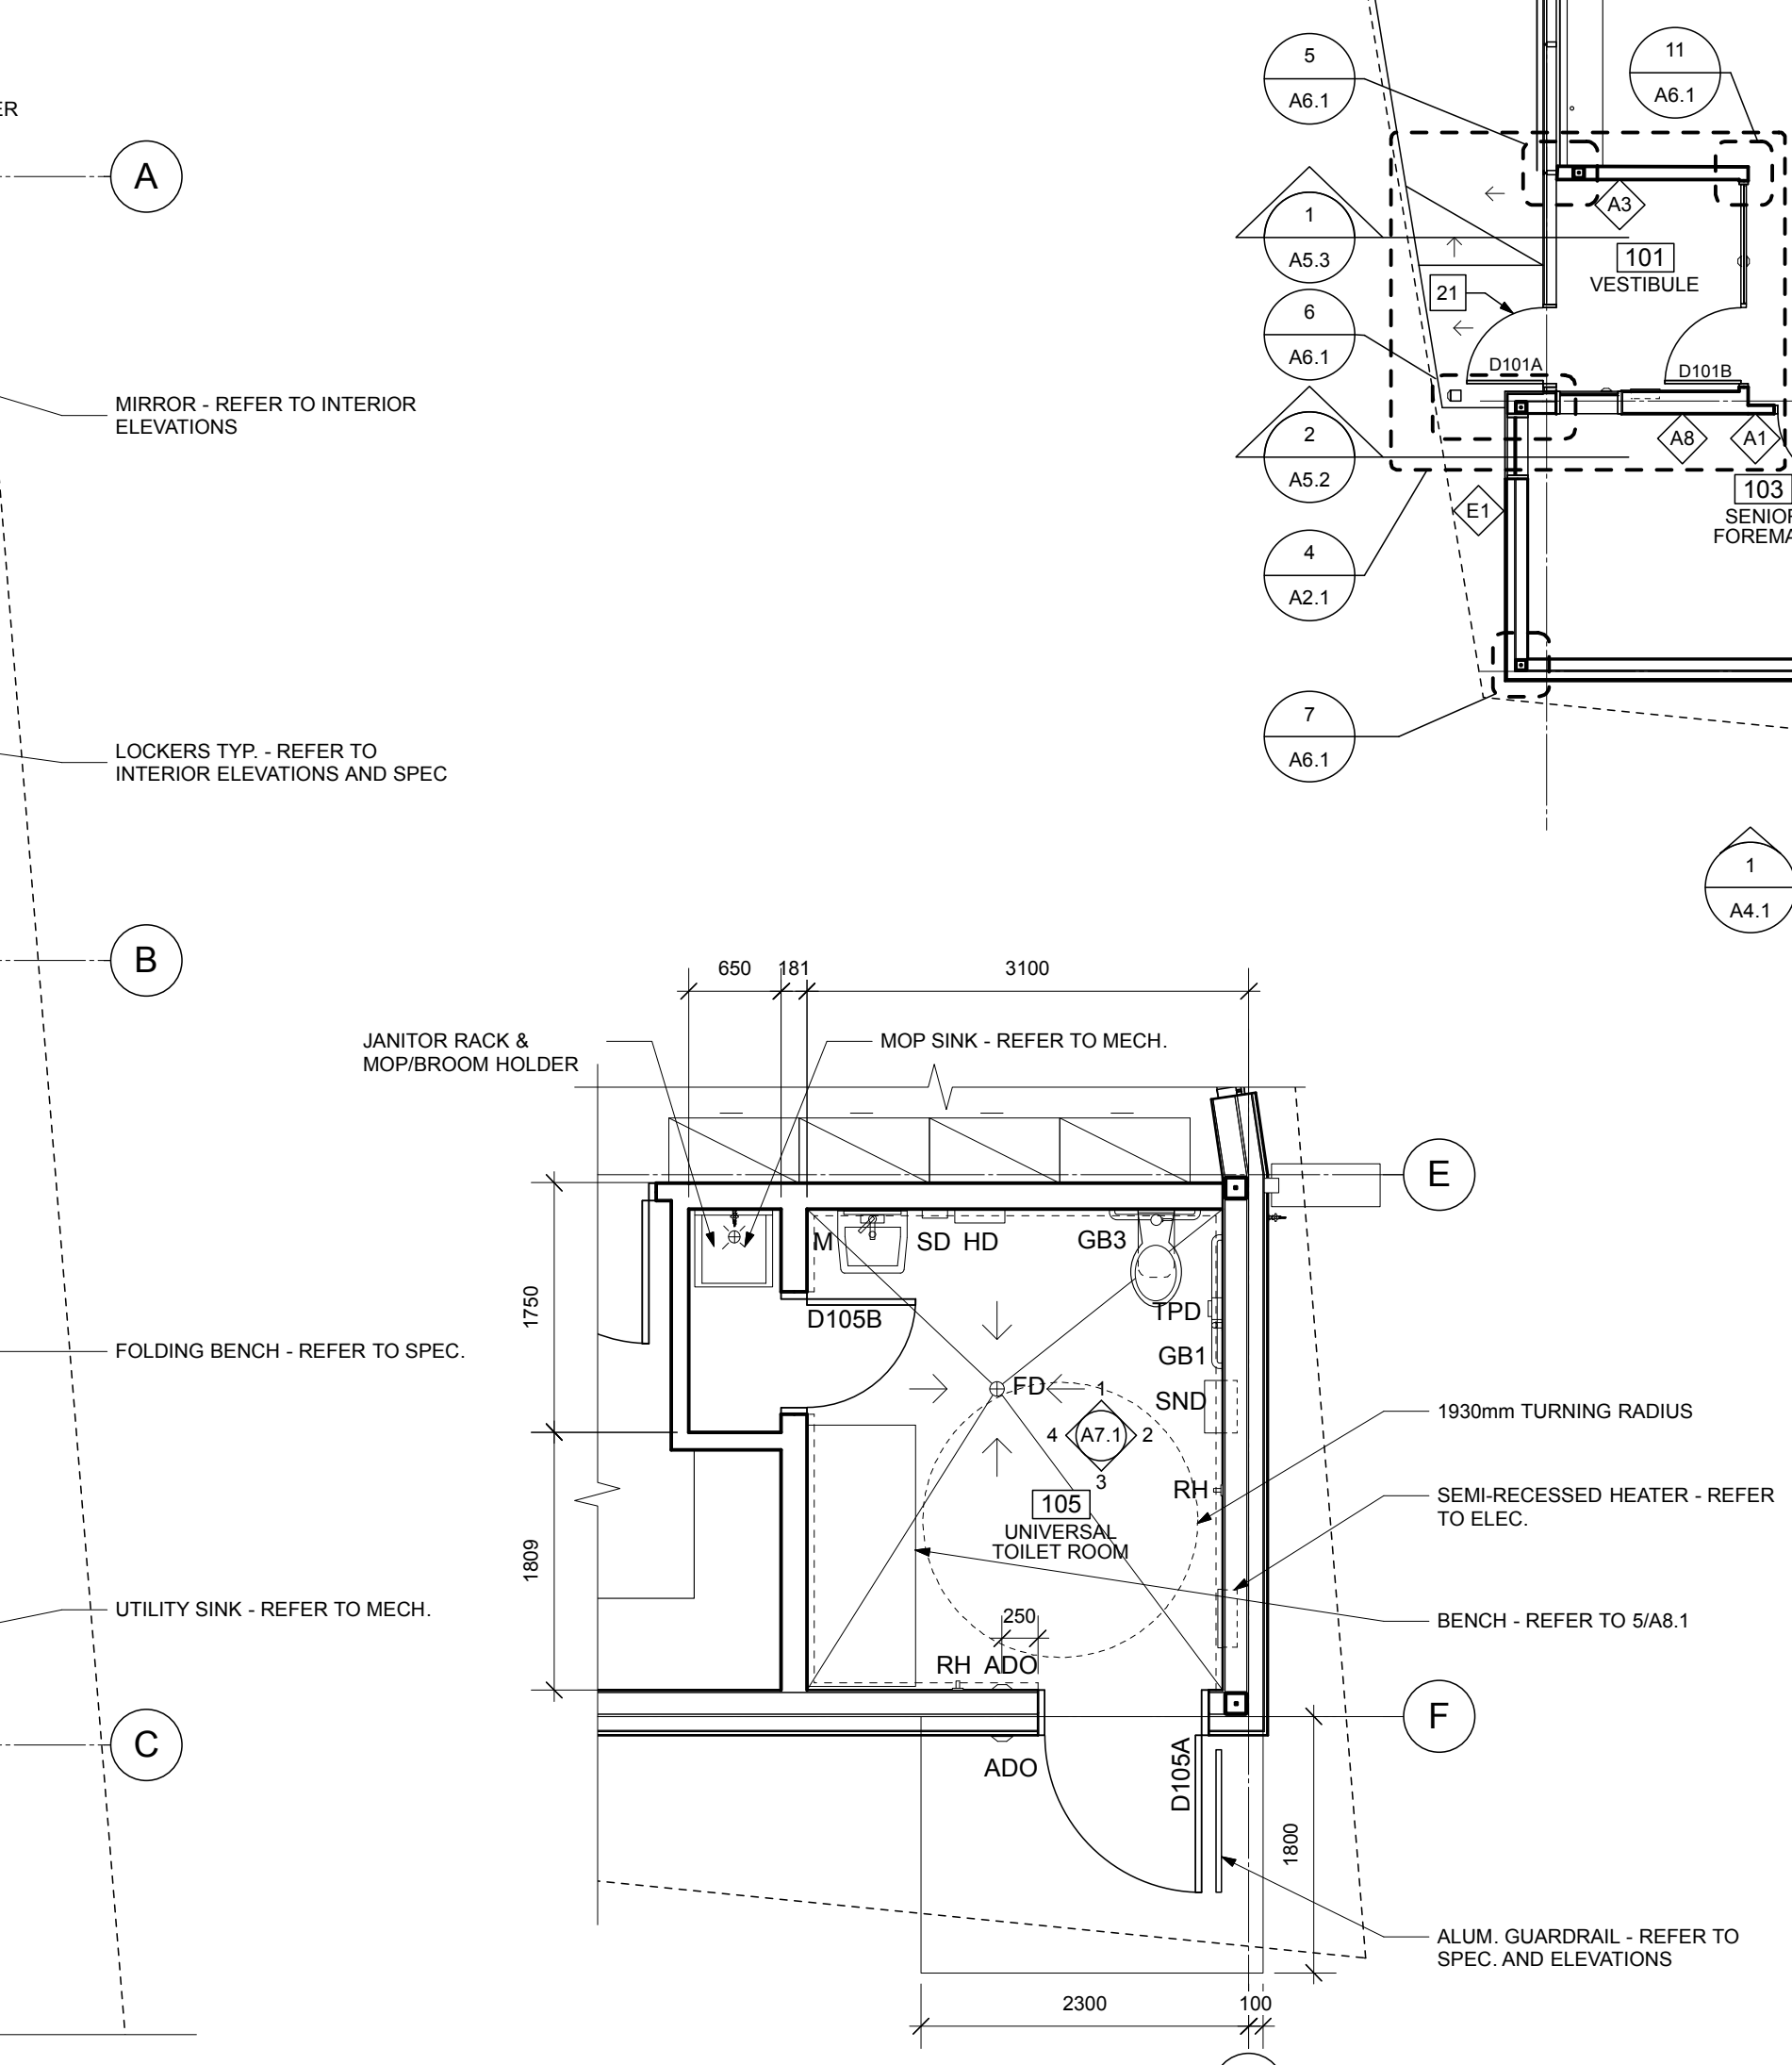 ER
A
MIRROR - REFER TO INTERIOR
ELEVATIONS
LOCKERS TYP. - REFER TO
INTERIOR ELEVATIONS AND SPEC
B
FOLDING BENCH - REFER TO SPEC.
UTILITY SINK - REFER TO MECH.
C
5
A6.1
11
A6.1
1
A5.3
A3
101
VESTIBULE
21
6
A6.1
D101A
D101B
2
A5.2
A8
A1
E1
103
SENIOR
FOREMA
4
A2.1
7
A6.1
1
A4.1
650
181
3100
JANITOR RACK &
MOP/BROOM HOLDER
MOP SINK - REFER TO MECH.
E
M
SD
HD
GB3
1750
D105B
TPD
GB1
FD
SND
1
4
A7.1
2
3
1930mm TURNING RADIUS
RH
105
UNIVERSAL
TOILET ROOM
SEMI-RECESSED HEATER - REFER
TO ELEC.
1809
250
BENCH - REFER TO 5/A8.1
RH
ADO
F
ADO
D105A
1800
ALUM. GUARDRAIL - REFER TO
SPEC. AND ELEVATIONS
2300
100